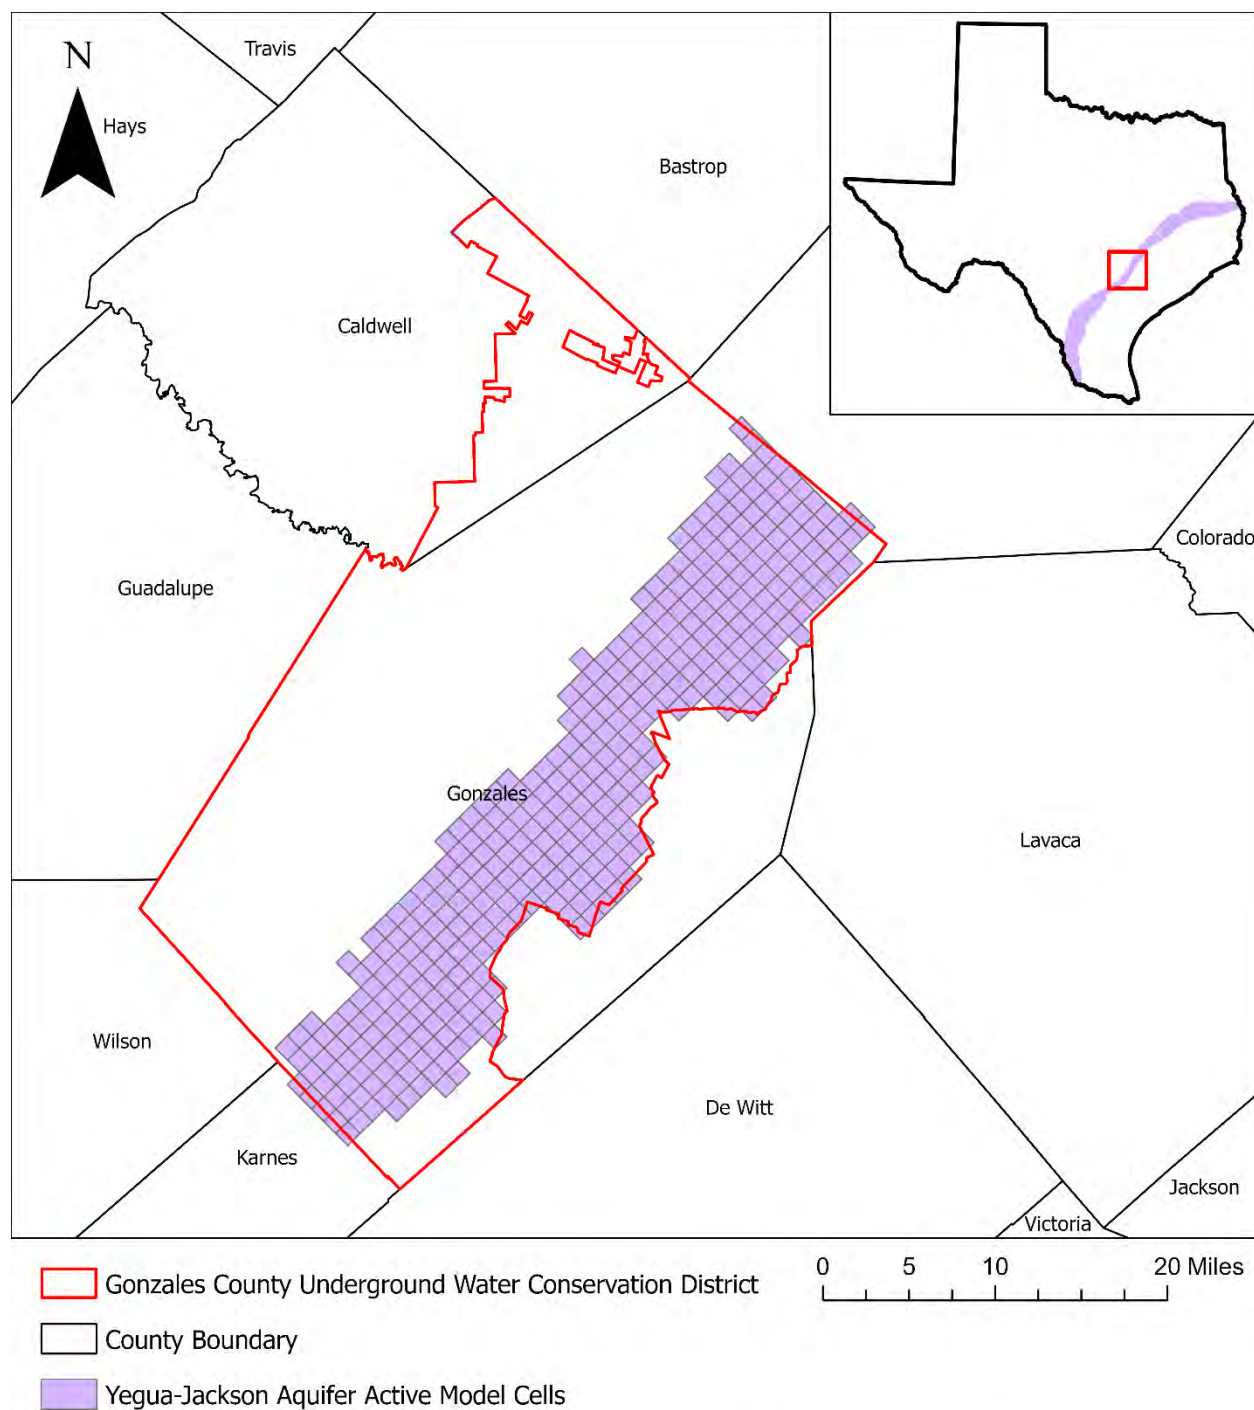 Travis
N
Hays
Bastrop
Caldwell
Colorado
Guadalupe
Gonzales
Lavaca
Wilson
De Witt
Karnes
Jackson
Victoria
Gonzales County Underground Water Conservation District
0 5 10 20 Miles
County Boundary
Yegua-Jackson Aquifer Active Model Cells